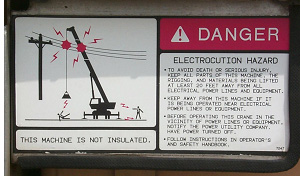 DANGER
ELECTROCUTION HAZARD
• TO AVOID DEATH OR SERIOUS INJURY,
KEEP ALL PARTS OF THIS MACHINE, THE
RIGGING, AND MATERIALS BEING LIFTED
AT LEAST 20 FEET AWAY FROM ALL
ELECTRICAL POWER LINES AND EQUIPMENT.
• KEEP AWAY FROM THIS MACHINE IF IT
IS BEING OPERATED NEAR ELECTRICAL
POWER LINES OR EQUIPMENT.
• BEFORE OPERATING THIS CRANE IN THE
VICINITY OF POWER LINES OR EQUIPMENT,
NOTIFY THE POWER UTILITY COMPANY.
HAVE POWER TURNED OFF.
• FOLLOW INSTRUCTIONS IN OPERATOR'S
AND SAFETY HANDBOOK.
THIS MACHINE IS NOT INSULATED.